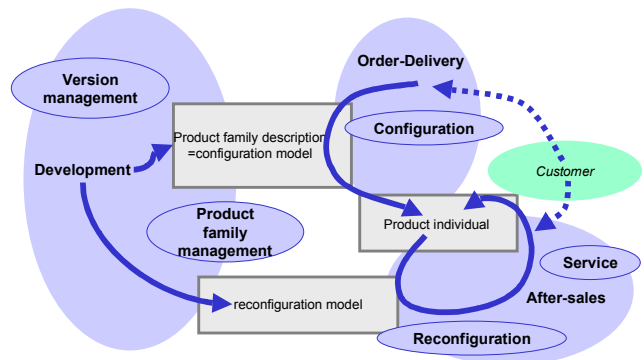 Version
management
Order-Delivery
Product family description
=configuration model
Configuration
Development
Customer
Product
family
management
Product individual
Service
After-sales
reconfiguration model
Reconfiguration